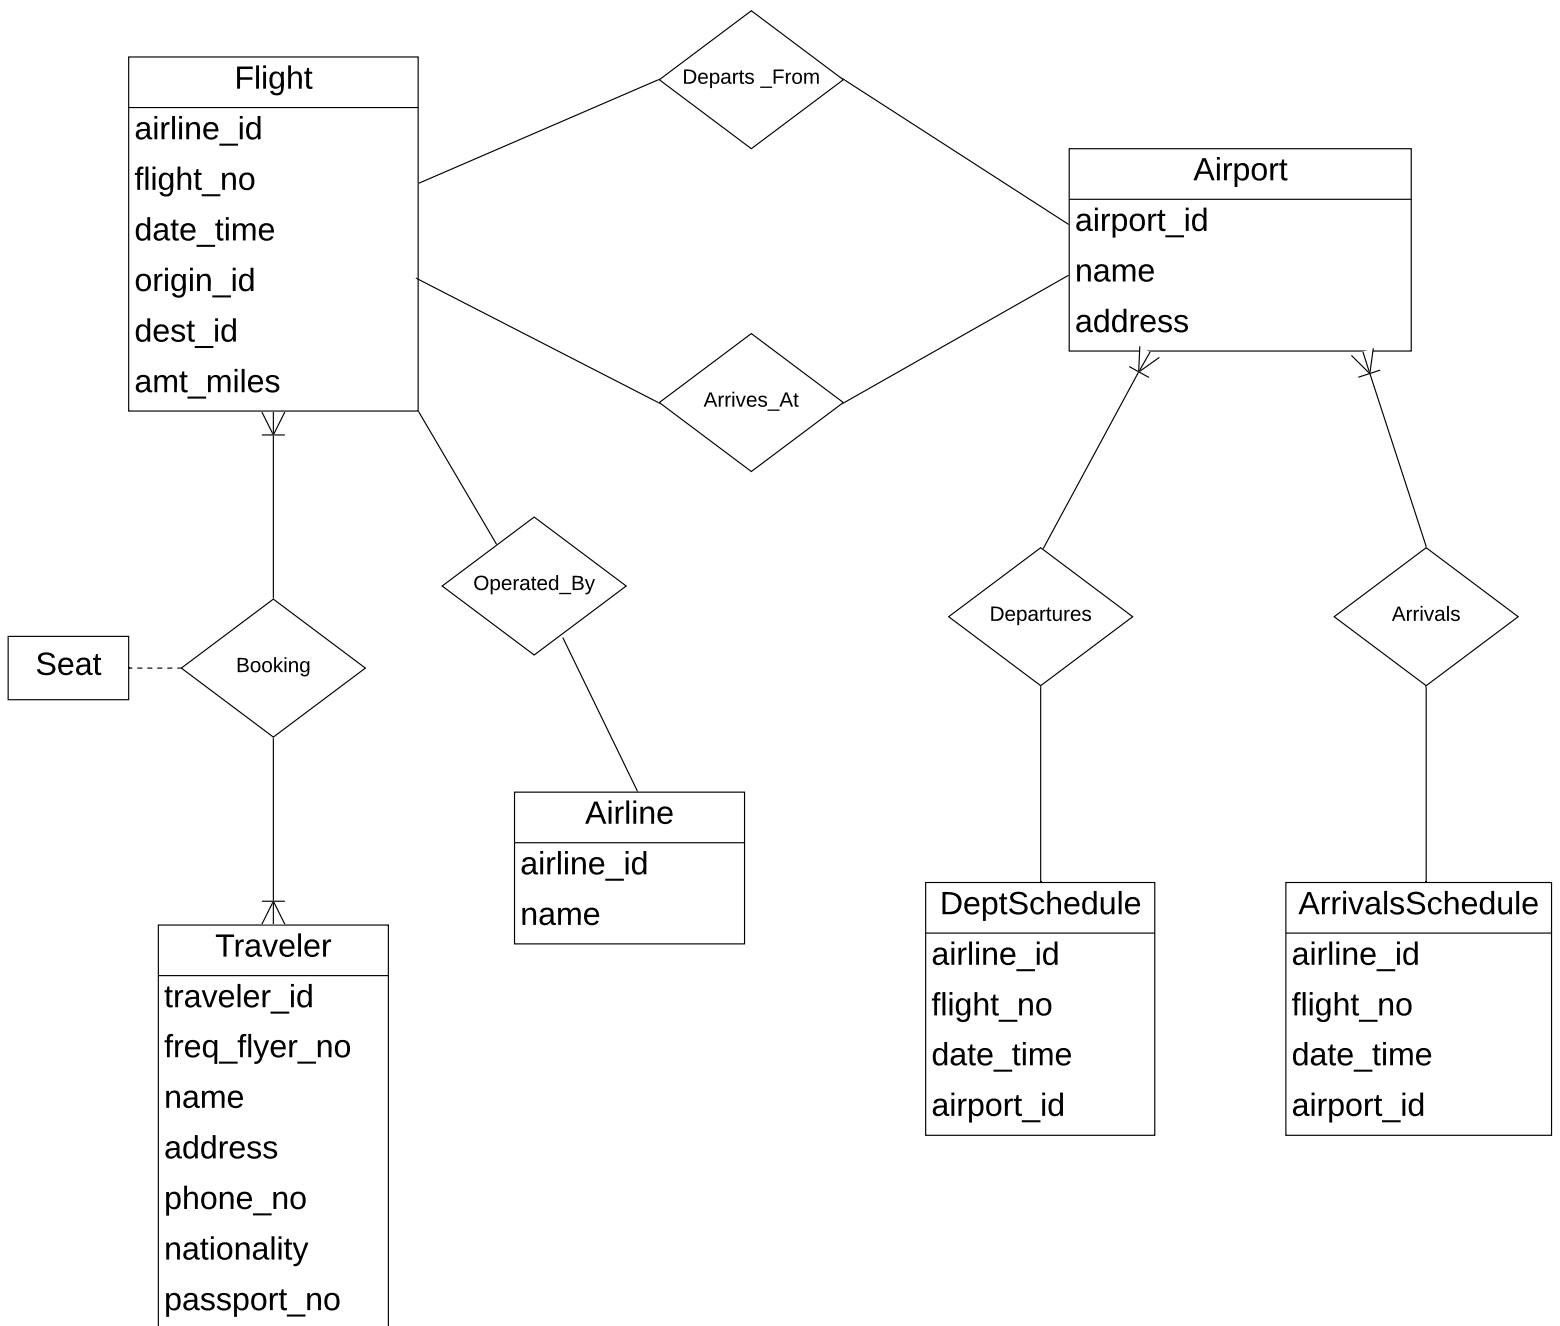 Flight
airline_id
flight_no
date_time
origin_id
dest_id
amt_miles
Departs _From
Airport
airport_id
name
address
Arrives_At
Operated_By
Departures
Arrivals
Seat
Booking
Airline
airline_id
name
DeptSchedule
airline_id
flight_no
date_time
airport_id
ArrivalsSchedule
airline_id
flight_no
date_time
airport_id
Traveler
traveler_id
freq_flyer_no
name
address
phone_no
nationality
passport_no